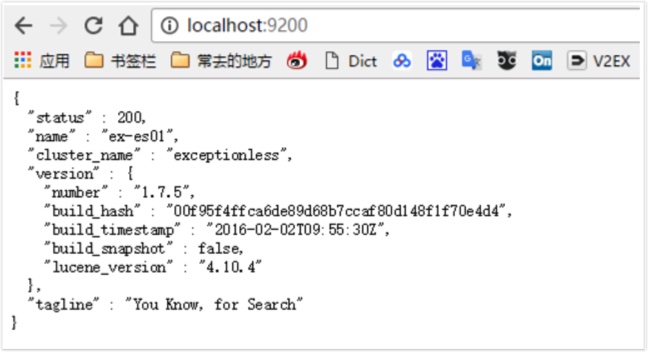 localhost:9200
应用 书签栏 常去的地方 Dict On V2EX
{
  "status" : 200,
  "name" : "ex-es01",
  "cluster_name" : "exceptionless",
  "version" : {
    "number" : "1.7.5",
    "build_hash" : "00f95f4ffca6de89d68b7ccaf80d148f1f70e4d4",
    "build_timestamp" : "2016-02-02T09:55:30Z",
    "build_snapshot" : false,
    "lucene_version" : "4.10.4"
  },
  "tagline" : "You Know, for Search"
}